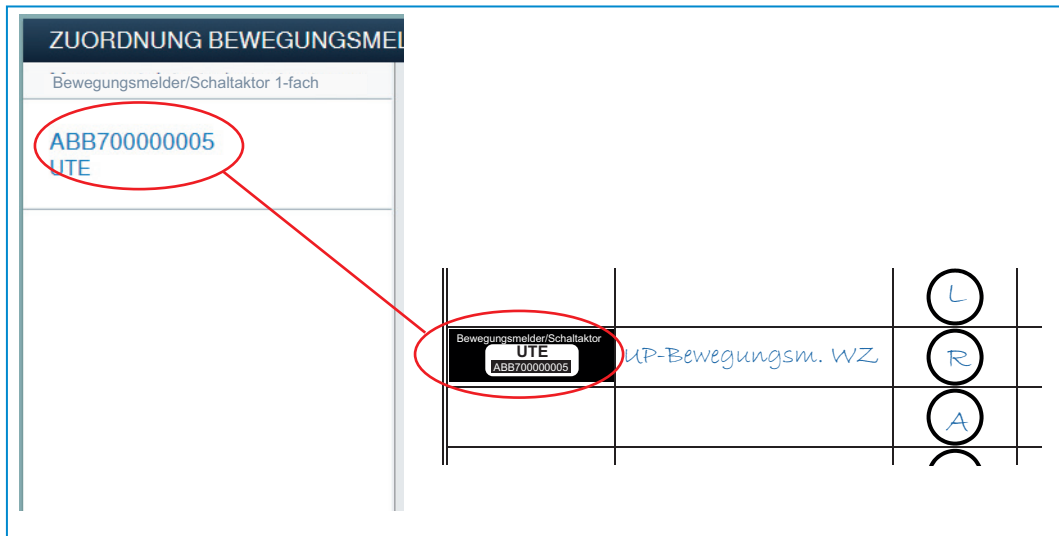 ZUORDNUNG BEWEGUNGSMEL
Bewegungsmelder/Schaltaktor 1-fach
ABB700000005
UTE
L
Bewegungsmelder/Schaltaktor
UTE
ABB700000005
UP-Bewegungsm. WZ
R
A